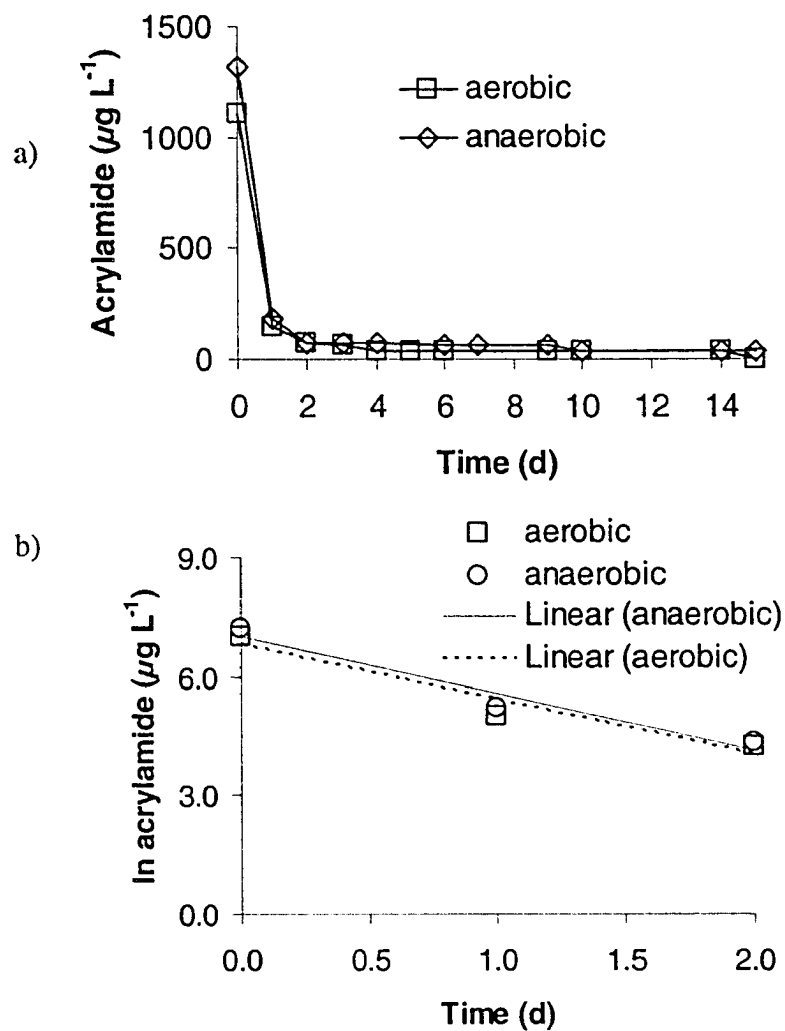 a)
Acrylamide (µg L⁻¹)
1500
1000
500
0
aerobic
anaerobic
0 2 4 6 8 10 12 14
Time (d)
b)
ln acrylamide (µg L⁻¹)
9.0
6.0
3.0
0.0
aerobic
anaerobic
Linear (anaerobic)
Linear (aerobic)
0.0 0.5 1.0 1.5 2.0
Time (d)